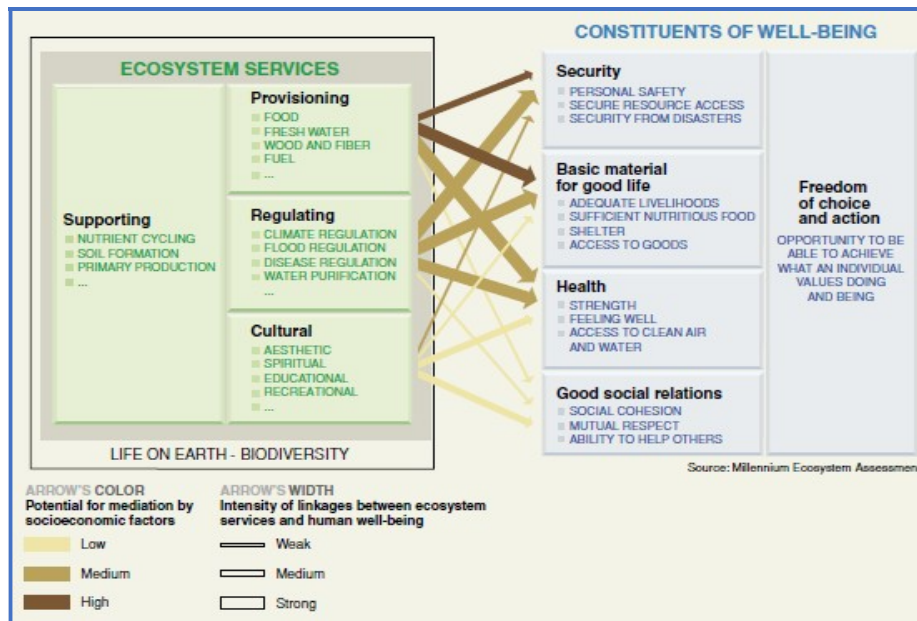 CONSTITUENTS OF WELL-BEING
ECOSYSTEM SERVICES
Supporting
NUTRIENT CYCLING
SOIL FORMATION
PRIMARY PRODUCTION
...
Provisioning
FOOD
FRESH WATER
WOOD AND FIBER
FUEL
...
Regulating
CLIMATE REGULATION
FLOOD REGULATION
DISEASE REGULATION
WATER PURIFICATION
...
Cultural
AESTHETIC
SPIRITUAL
EDUCATIONAL
RECREATIONAL
...
LIFE ON EARTH - BIODIVERSITY
Security
PERSONAL SAFETY
SECURE RESOURCE ACCESS
SECURITY FROM DISASTERS
Basic material
for good life
ADEQUATE LIVELIHOODS
SUFFICIENT NUTRITIOUS FOOD
SHELTER
ACCESS TO GOODS
Health
STRENGTH
FEELING WELL
ACCESS TO CLEAN AIR
AND WATER
Good social relations
SOCIAL COHESION
MUTUAL RESPECT
ABILITY TO HELP OTHERS
Freedom
of choice
and action
OPPORTUNITY TO BE
ABLE TO ACHIEVE
WHAT AN INDIVIDUAL
VALUES DOING
AND BEING
Source: Millennium Ecosystem Assessmen
ARROW'S COLOR
Potential for mediation by
socioeconomic factors
Low
Medium
High
ARROW'S WIDTH
Intensity of linkages between ecosystem
services and human well-being
Weak
Medium
Strong